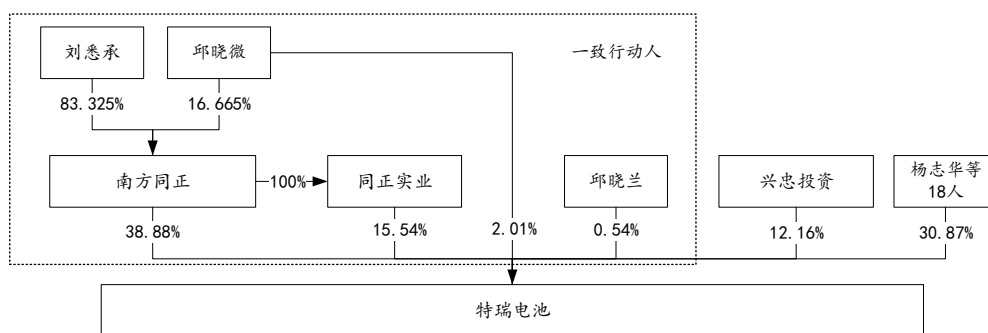 刘悉承
邱晓微
一致行动人
83.325%
16.665%
南方同正
100%
同正实业
邱晓兰
兴忠投资
杨志华等
18人
38.88%
15.54%
2.01%
0.54%
12.16%
30.87%
特瑞电池